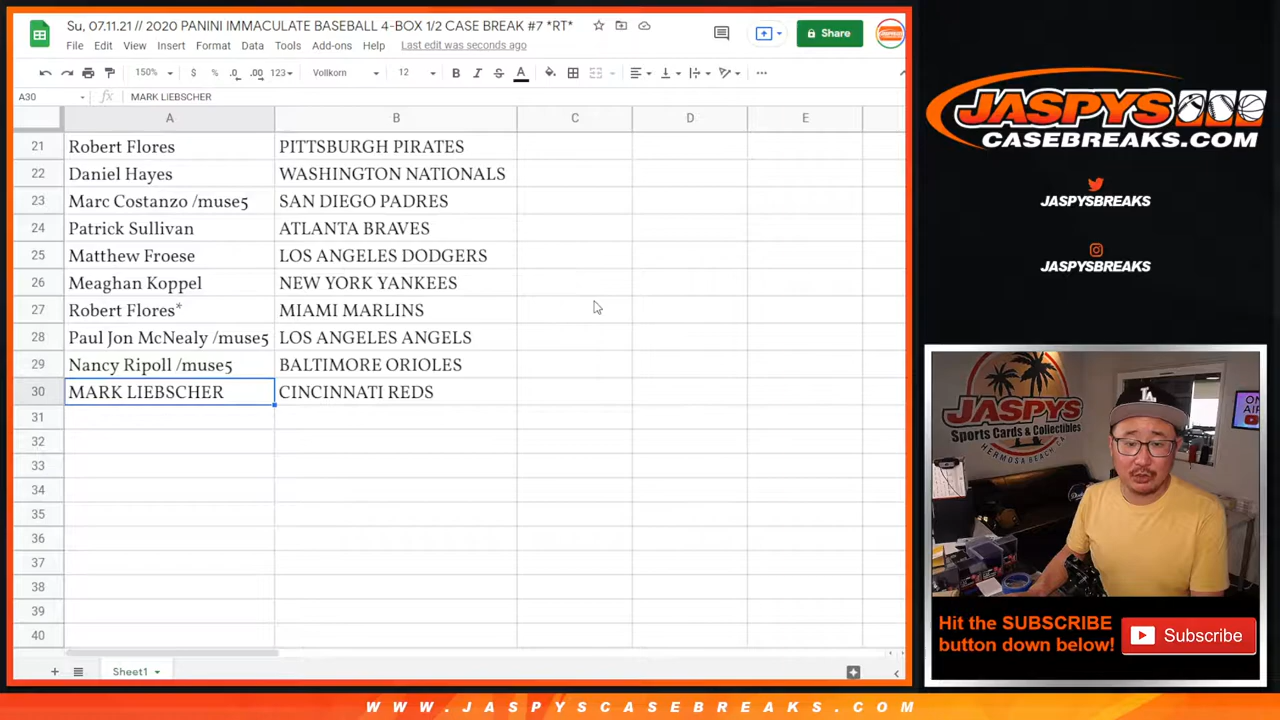 Su, 07.11.21 // 2020 PANINI IMMACULATE BASEBALL 4-BOX 1/2 CASE BREAK #7 *RT*
File Edit View Insert Format Data Tools Add-ons Help Last edit was seconds ago
Share
150% $ % .0 .00 123 Vollkorn 12 B I S A
A30 fx MARK LIEBSCHER
A B C D E
21 Robert Flores PITTSBURGH PIRATES
22 Daniel Hayes WASHINGTON NATIONALS
23 Marc Costanzo /muse5 SAN DIEGO PADRES
24 Patrick Sullivan ATLANTA BRAVES
25 Matthew Froese LOS ANGELES DODGERS
26 Meaghan Koppel NEW YORK YANKEES
27 Robert Flores* MIAMI MARLINS
28 Paul Jon McNealy /muse5 LOS ANGELES ANGELS
29 Nancy Ripoll /muse5 BALTIMORE ORIOLES
30 MARK LIEBSCHER CINCINNATI REDS
31
32
33
34
35
36
37
38
39
40
Sheet1
JASPYS
CASEBREAKS.COM
JASPYSBREAKS
JASPYSBREAKS
JASPYS
Sports Cards & Collectibles
HERMOSA BEACH CA
ON
AIR
LA
Hit the SUBSCRIBE
button down below!
Subscribe
WWW.JASPYSCASEBREAKS.COM